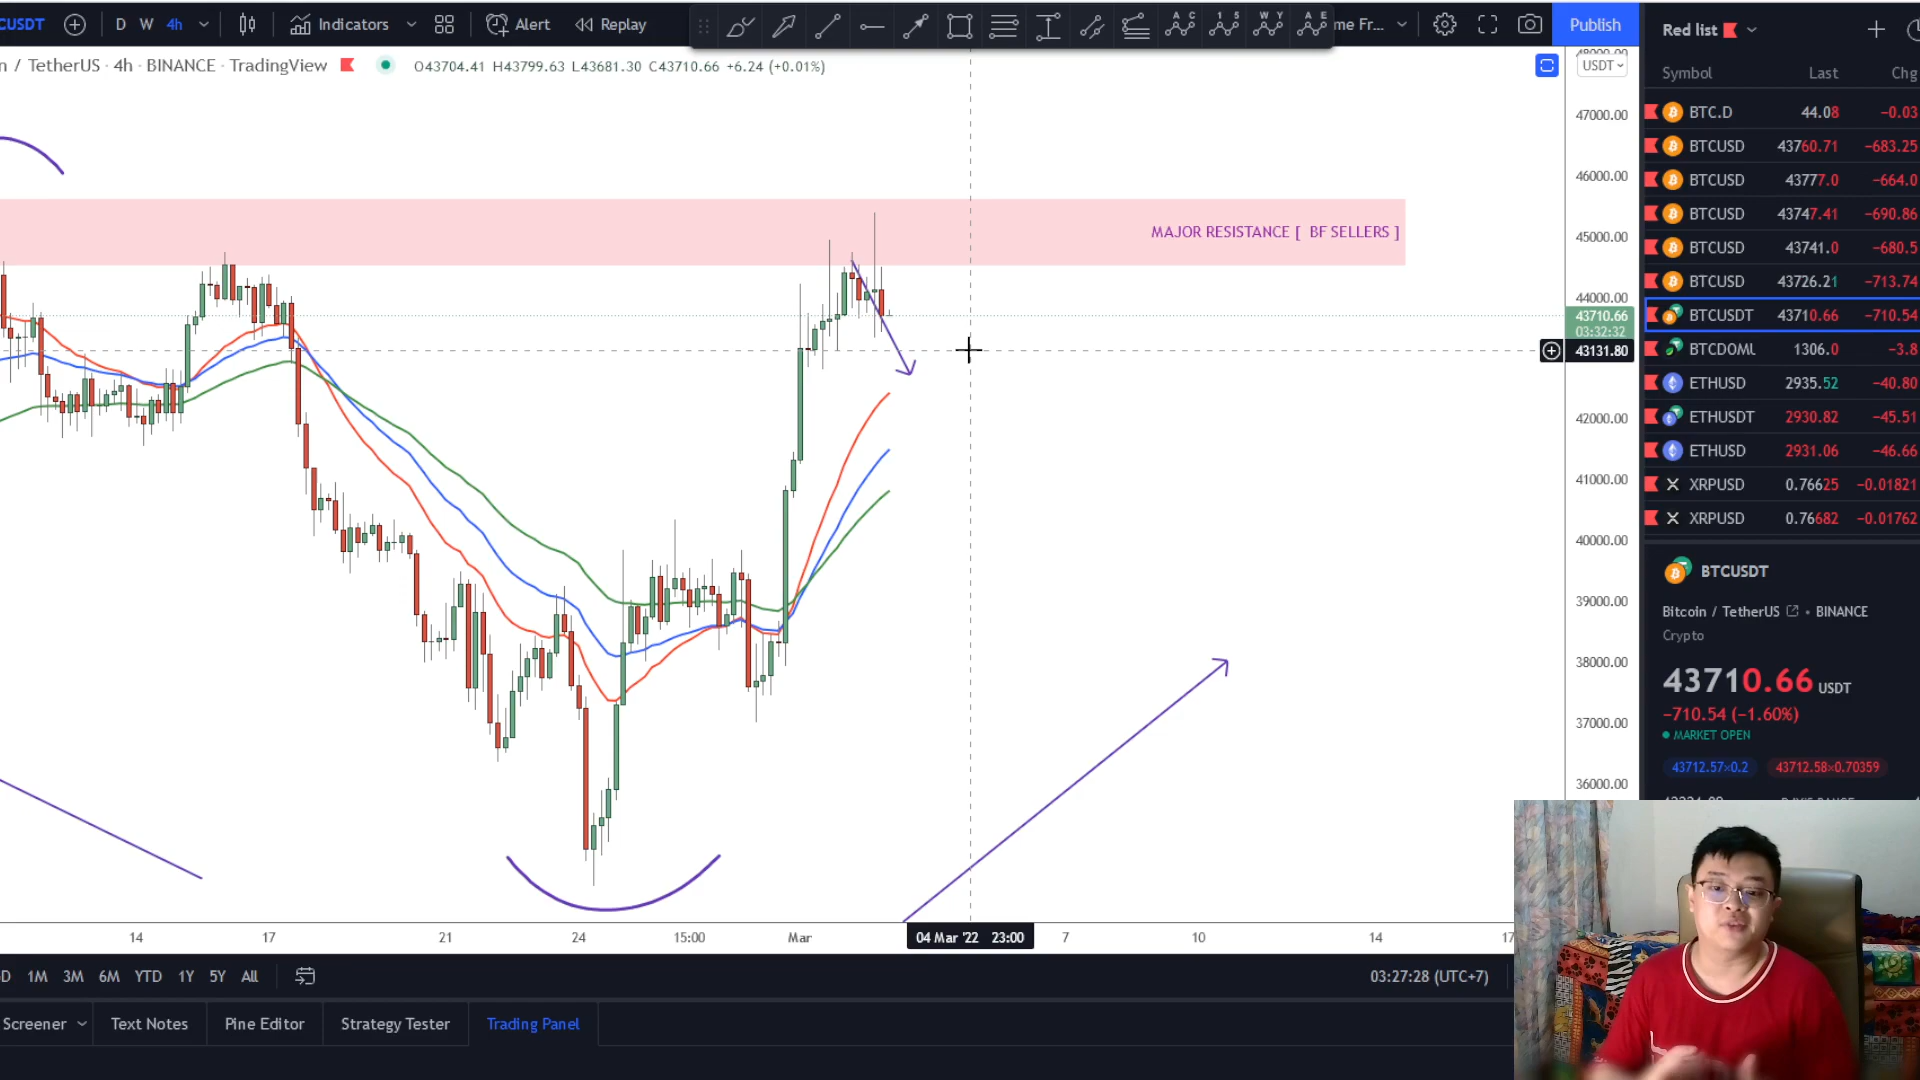 CUSDT
D
W
4h
Indicators
Alert
Replay
me Fr...
Publish
n / TetherUS · 4h · BINANCE · TradingView
O43704.41 H43799.63 L43681.30 C43710.66 +6.24 (+0.01%)
USDT
48000.00
47000.00
46000.00
45000.00
44000.00
43710.66
03:32:32
43131.80
42000.00
41000.00
40000.00
39000.00
38000.00
37000.00
36000.00
MAJOR RESISTANCE [ BF SELLERS ]
14
17
21
24
15:00
Mar
04 Mar '22 23:00
7
10
14
17
D
1M
3M
6M
YTD
1Y
5Y
All
03:27:28 (UTC+7)
Screener
Text Notes
Pine Editor
Strategy Tester
Trading Panel
Red list
Symbol Last Chg
BTC.D 44.08 −0.03
BTCUSD 43760.71 −683.25
BTCUSD 43777.0 −664.0
BTCUSD 43747.41 −690.86
BTCUSD 43741.0 −680.5
BTCUSD 43726.21 −713.74
BTCUSDT 43710.66 −710.54
BTCDOML 1306.0 −3.8
ETHUSD 2935.52 −40.80
ETHUSDT 2930.82 −45.51
ETHUSD 2931.06 −46.66
XRPUSD 0.76625 −0.01821
XRPUSD 0.76682 −0.01762
BTCUSDT
Bitcoin / TetherUS • BINANCE
Crypto
43710.66 USDT
−710.54 (−1.60%)
MARKET OPEN
43712.57×0.2
43712.58×0.70359